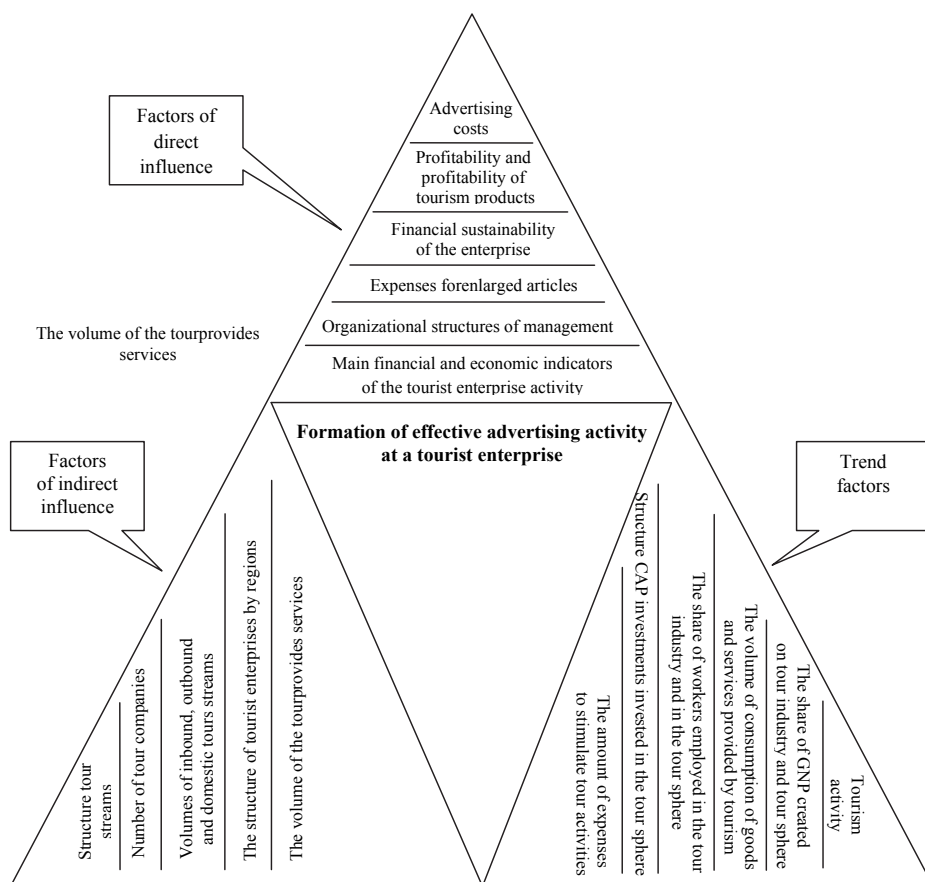 Factors of
direct
influence
Advertising
costs
Profitability and
profitability of
tourism products
Financial sustainability
of the enterprise
Expenses forenlarged articles
Organizational structures of management
Main financial and economic indicators
of the tourist enterprise activity
The volume of the tourprovides
services
Formation of effective advertising activity
at a tourist enterprise
Factors
of indirect
influence
Trend
factors
Structure tour
streams
Number of tour companies
Volumes of inbound, outbound
and domestic tours streams
The structure of tourist enterprises by regions
The volume of the tourprovides services
The amount of expenses
to stimulate tour activities
Structure CAP investments invested in the tour sphere
The share of workers employed in the tour
industry and in the tour sphere
The volume of consumption of goods
and services provided by tourism
The share of GNP created
on tour industry and tour sphere
Tourism
activity